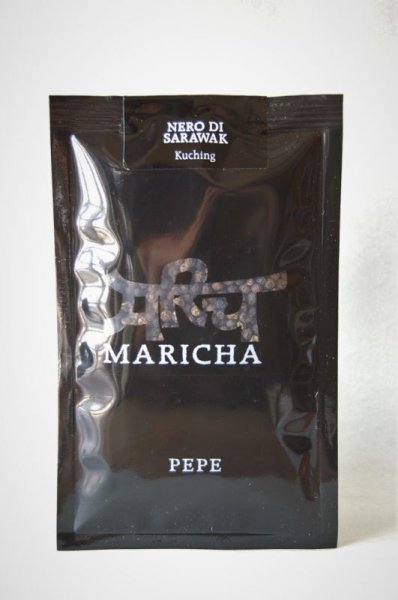 NERO DI
SARAWAK
Kuching
मरिच
MARICHA
PEPE